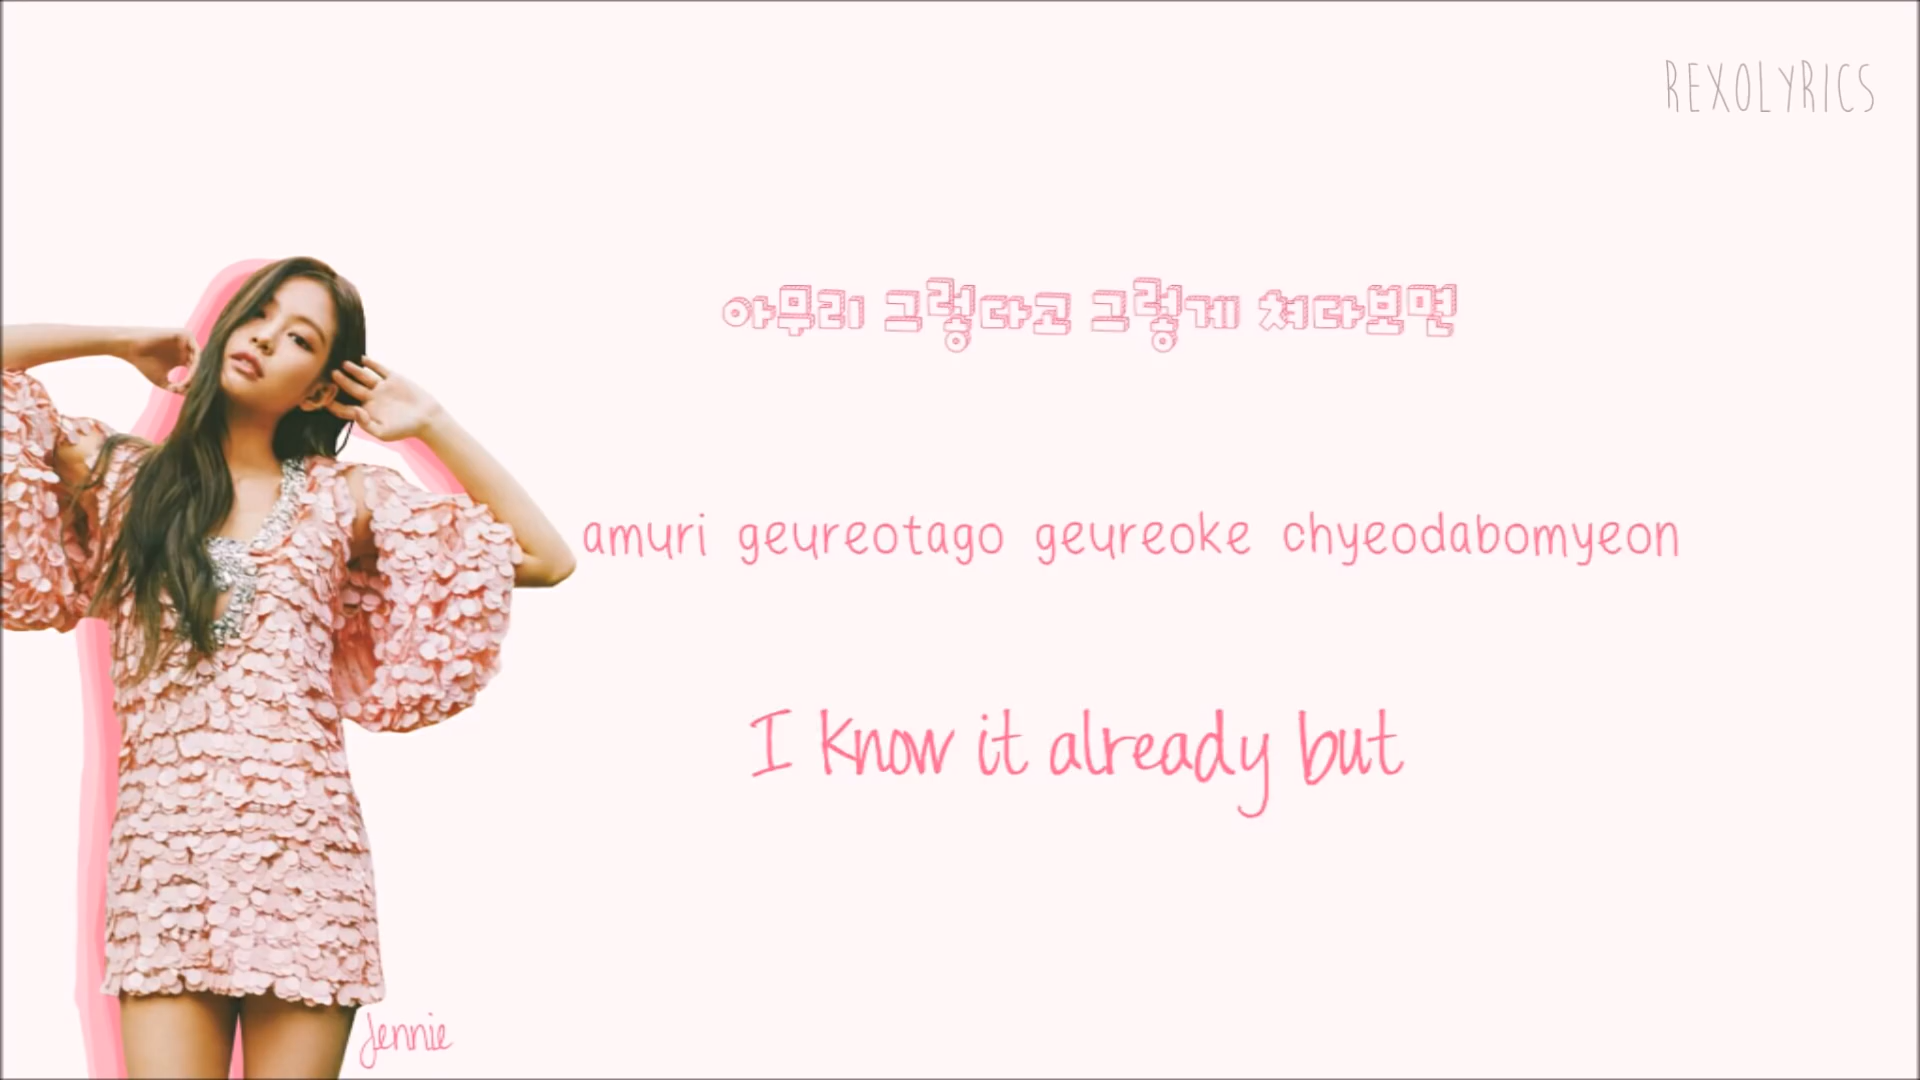 REXOLYRICS
아무리 그렇다고 그렇게 쳐다보면
amuri geureotago geureoke chyeodabomyeon
I know it already but
Jennie